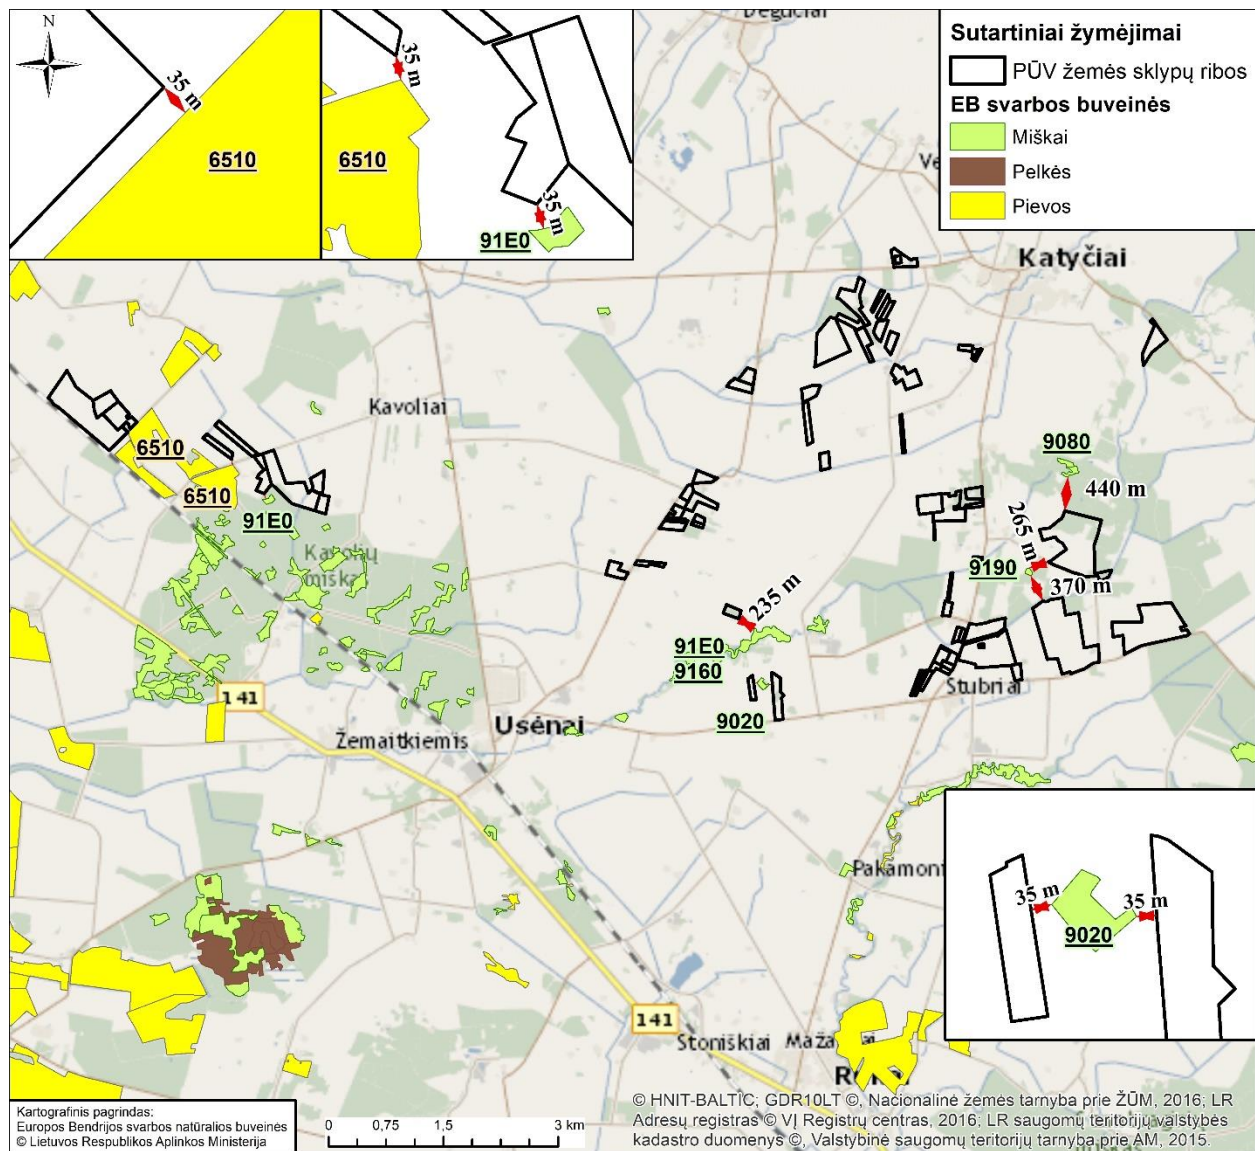 N
35 m
6510
35 m
6510
35 m
91E0
Degučiai
Sutartiniai žymėjimai
PŪV žemės sklypų ribos
EB svarbos buveinės
Miškai
Pelkės
Pievos
Katyčiai
Kavoliai
6510
6510
91E0
Kavolių
miškas
9080
440 m
265 m
9190
370 m
235 m
91E0
9160
9020
Stubriai
141
Usėnai
Žemaitkiemis
35 m
35 m
9020
141
Stoniškiai
Kartografinis pagrindas:
Europos Bendrijos svarbos natūralios buveinės
© Lietuvos Respublikos Aplinkos Ministerija
0 0,75 1,5 3 km
© HNIT-BALTIC; GDR10LT ©, Nacionalinė žemės tarnyba prie ŽŪM, 2016; LR
Adresų registras © VĮ Registrų centras, 2016; LR saugomų teritorijų valstybės
kadastro duomenys ©, Valstybinė saugomų teritorijų tarnyba prie AM, 2015.